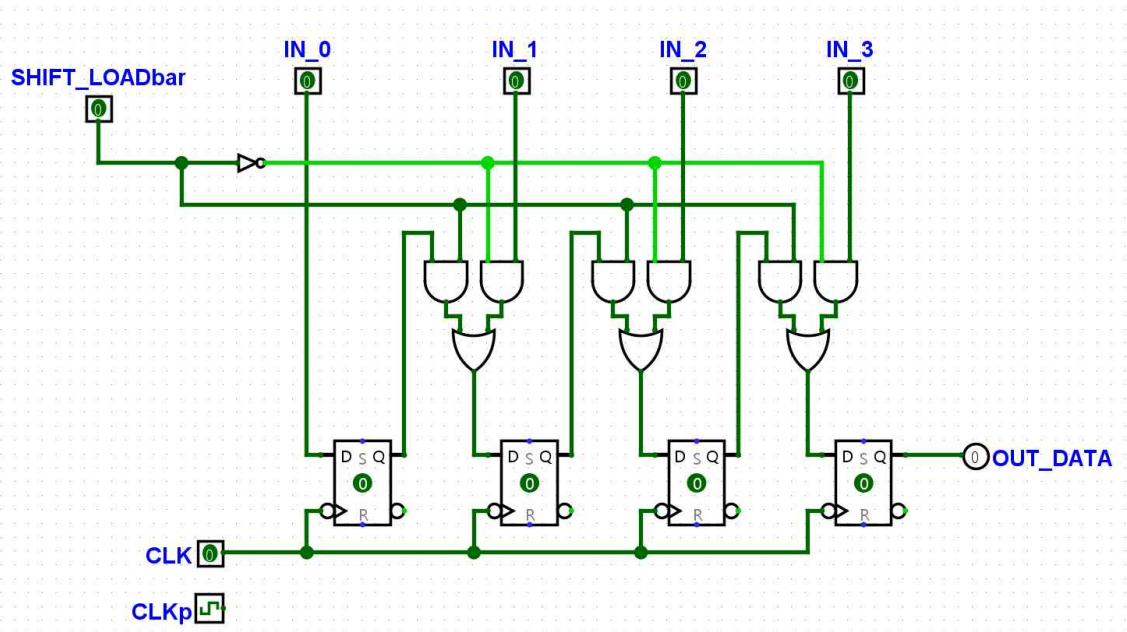 IN_0 IN_1 IN_2 IN_3
SHIFT_LOADbar
0 0 0 0
0
D S Q D S Q D S Q D S Q
0 0 0 0
R R R R
0 OUT_DATA
CLK 0
CLKp